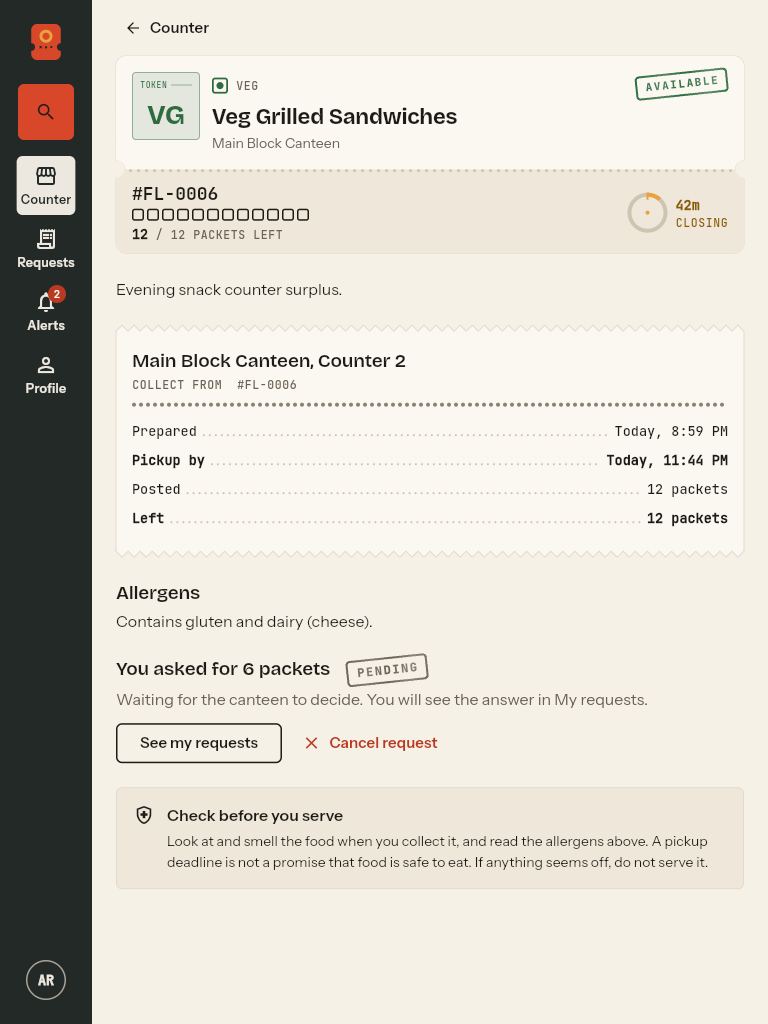 Counter
TOKEN
VG
VEG
Veg Grilled Sandwiches
Main Block Canteen
AVAILABLE
#FL-0006
12 / 12 PACKETS LEFT
42m
CLOSING
Counter
Requests
2
Alerts
Profile
Evening snack counter surplus.
Main Block Canteen, Counter 2
COLLECT FROM #FL-0006
Prepared Today, 8:59 PM
Pickup by Today, 11:44 PM
Posted 12 packets
Left 12 packets
Allergens
Contains gluten and dairy (cheese).
You asked for 6 packets PENDING
Waiting for the canteen to decide. You will see the answer in My requests.
See my requests Cancel request
Check before you serve
Look at and smell the food when you collect it, and read the allergens above. A pickup
deadline is not a promise that food is safe to eat. If anything seems off, do not serve it.
AR